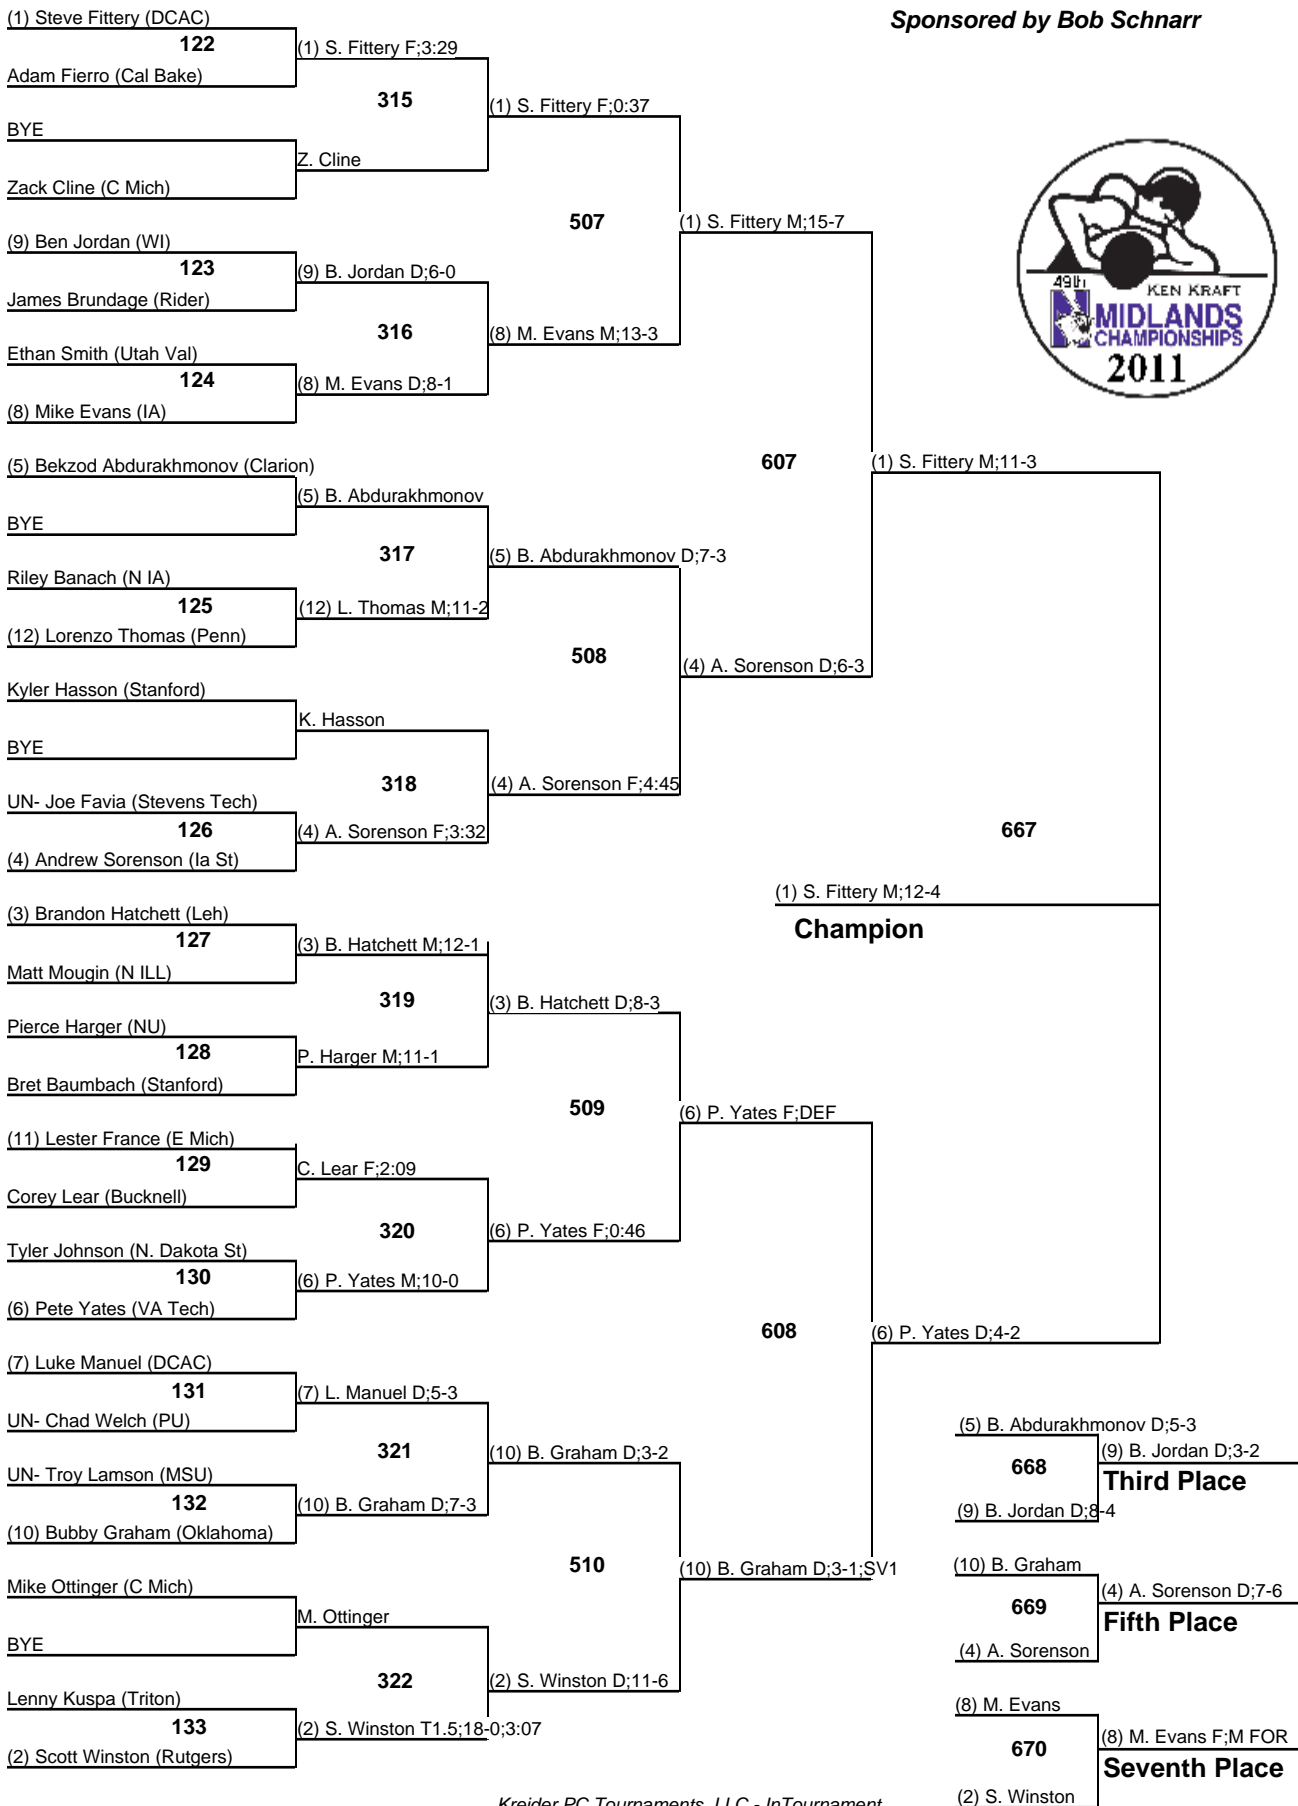 Sponsored by Bob Schnarr
(1) Steve Fittery (DCAC)
122
Adam Fierro (Cal Bake)
(1) S. Fittery F;3:29
315
BYE
Zack Cline (C Mich)
Z. Cline
(1) S. Fittery F;0:37
507
(9) Ben Jordan (WI)
123
James Brundage (Rider)
(9) B. Jordan D;6-0
316
Ethan Smith (Utah Val)
124
(8) Mike Evans (IA)
(8) M. Evans D;8-1
(8) M. Evans M;13-3
(1) S. Fittery M;15-7
49th
KEN KRAFT
MIDLANDS
CHAMPIONSHIPS
2011
607
(5) Bekzod Abdurakhmonov (Clarion)
BYE
(5) B. Abdurakhmonov
317
Riley Banach (N IA)
125
(12) Lorenzo Thomas (Penn)
(12) L. Thomas M;11-2
(5) B. Abdurakhmonov D;7-3
508
Kyler Hasson (Stanford)
BYE
K. Hasson
318
UN- Joe Favia (Stevens Tech)
126
(4) Andrew Sorenson (Ia St)
(4) A. Sorenson F;3:32
(4) A. Sorenson F;4:45
(4) A. Sorenson D;6-3
(1) S. Fittery M;11-3
667
(1) S. Fittery M;12-4
Champion
(3) Brandon Hatchett (Leh)
127
Matt Mougin (N ILL)
(3) B. Hatchett M;12-1
319
Pierce Harger (NU)
128
Bret Baumbach (Stanford)
P. Harger M;11-1
(3) B. Hatchett D;8-3
509
(11) Lester France (E Mich)
129
Corey Lear (Bucknell)
C. Lear F;2:09
320
Tyler Johnson (N. Dakota St)
130
(6) Pete Yates (VA Tech)
(6) P. Yates M;10-0
(6) P. Yates F;0:46
(6) P. Yates F;DEF
608
(6) P. Yates D;4-2
(7) Luke Manuel (DCAC)
131
UN- Chad Welch (PU)
(7) L. Manuel D;5-3
321
UN- Troy Lamson (MSU)
132
(10) Bubby Graham (Oklahoma)
(10) B. Graham D;7-3
(10) B. Graham D;3-2
510
Mike Ottinger (C Mich)
BYE
M. Ottinger
322
Lenny Kuspa (Triton)
133
(2) Scott Winston (Rutgers)
(2) S. Winston T1.5;18-0;3:07
(2) S. Winston D;11-6
(10) B. Graham D;3-1;SV1
(5) B. Abdurakhmonov D;5-3
668
(9) B. Jordan D;8-4
(9) B. Jordan D;3-2
Third Place
(10) B. Graham
669
(4) A. Sorenson
(4) A. Sorenson D;7-6
Fifth Place
(8) M. Evans
670
(2) S. Winston
(8) M. Evans F;M FOR
Seventh Place
Kreider PC Tournaments, LLC - InTournament